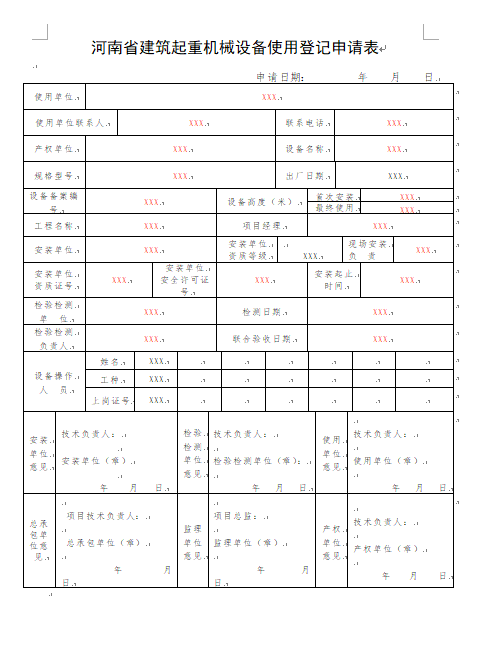 河南省建筑起重机械设备使用登记申请表
申请日期： 年 月 日
使用单位 XXX
使用单位联系人 XXX 联系电话 XXX
产权单位 XXX 设备名称 XXX
规格型号 XXX 出厂日期 XXX
设备备案编号 XXX 设备高度（米） 首次安装 XXX
最终使用 XXX
工程名称 XXX 项目经理 XXX
安装单位 XXX 安装单位资质等级 XXX 现场安装负 责 XXX
安装单位资质证号 XXX 安装单位安全许可证号 XXX 安装起止时间 XXX
检验检测单 位 XXX 检测日期 XXX
检验检测负责人 XXX 联合验收日期 XXX
设备操作人 员 姓名 XXX
工种 XXX
上岗证号 XXX
安装单位意见 技术负责人：
安装单位（章）
年 月 日
检验检测单位意见 技术负责人：
检验检测单位（章）：
年 月 日
使用单位意见 技术负责人：
使用单位（章）
年 月 日
总承包单位意见 项目技术负责人：
总承包单位（章）
年 月
日
监理单位意见 项目总监：
监理单位（章）
年 月
日
产权单位意见 技术负责人：
产权单位（章）
年 月 日